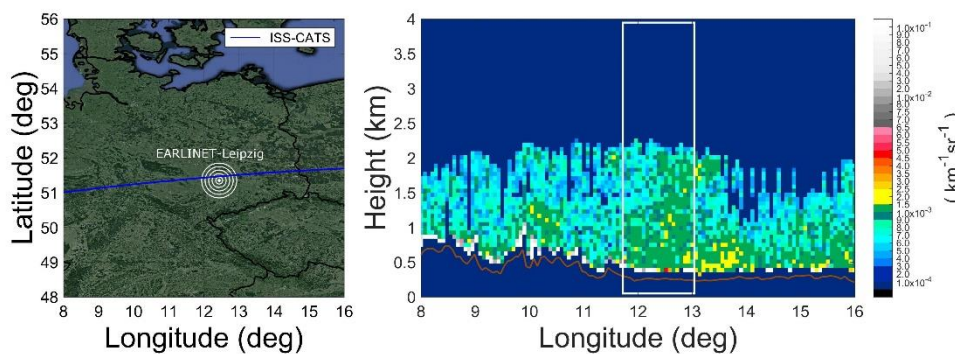 56
55
54
53
52
51
50
49
48
Latitude (deg)
ISS-CATS
EARLINET-Leipzig
8 9 10 11 12 13 14 15 16
Longitude (deg)
4
3.5
3
2.5
2
1.5
1
0.5
0
Height (km)
8 9 10 11 12 13 14 15 16
Longitude (deg)
1.0x10⁻¹
1.0x10⁻²
1.0x10⁻³
1.0x10⁻⁴
( km⁻¹sr⁻¹)